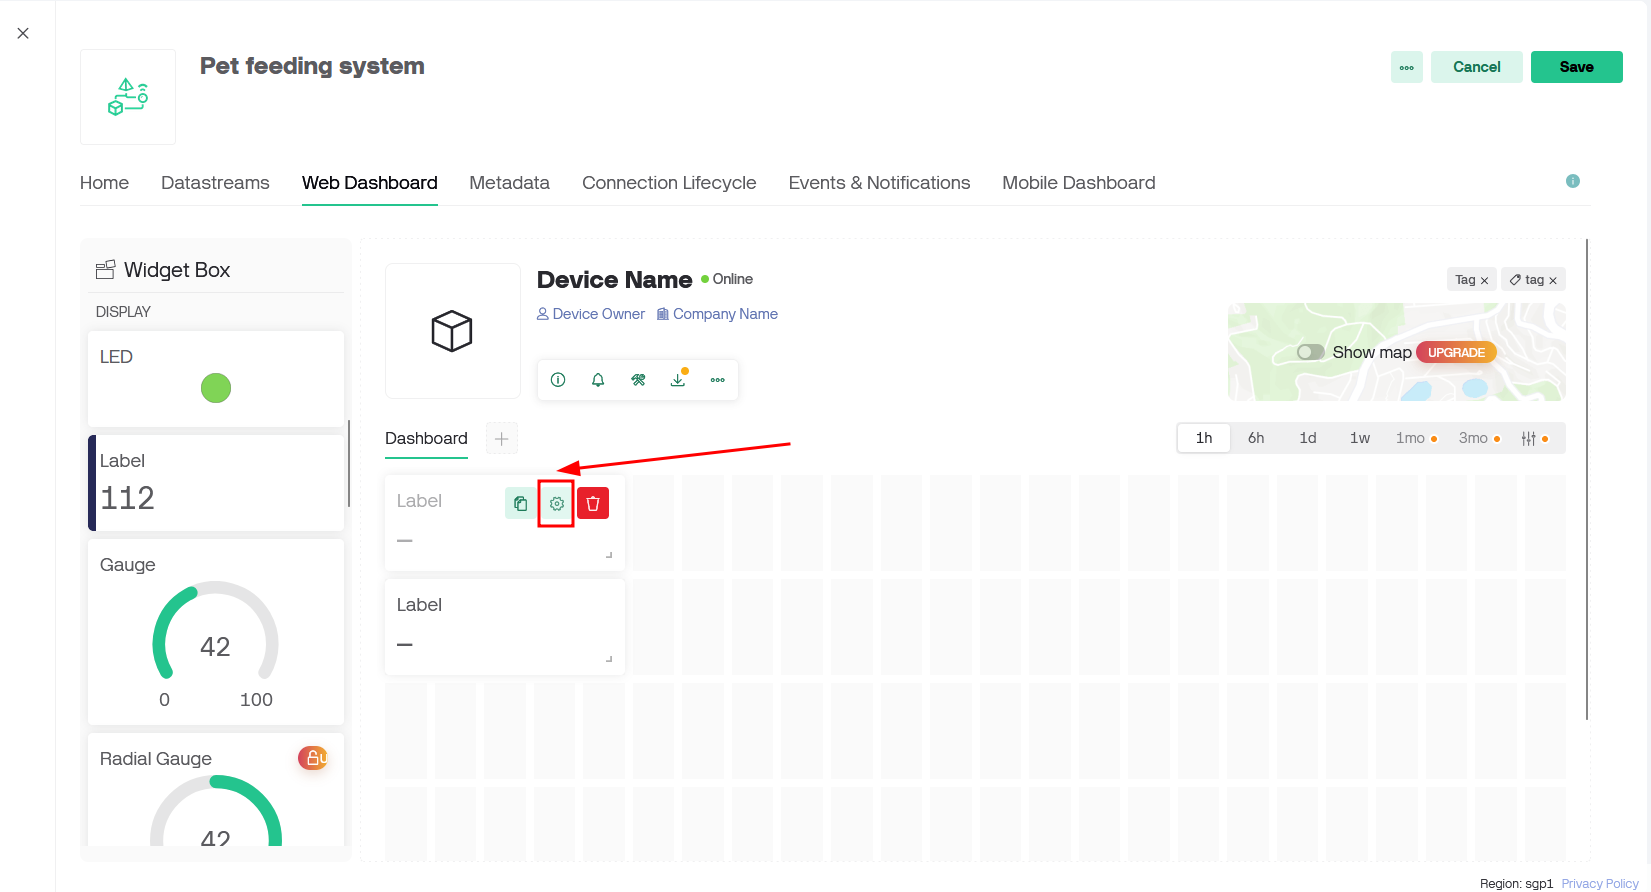 Pet feeding system
Cancel
Save
Home
Datastreams
Web Dashboard
Metadata
Connection Lifecycle
Events & Notifications
Mobile Dashboard
Widget Box
DISPLAY
LED
Label
112
Gauge
42
0
100
Radial Gauge
42
Device Name
Online
Device Owner
Company Name
Tag
tag
Show map
UPGRADE
Dashboard
1h
6h
1d
1w
1mo
3mo
Label
–
Label
–
Region: sgp1
Privacy Policy